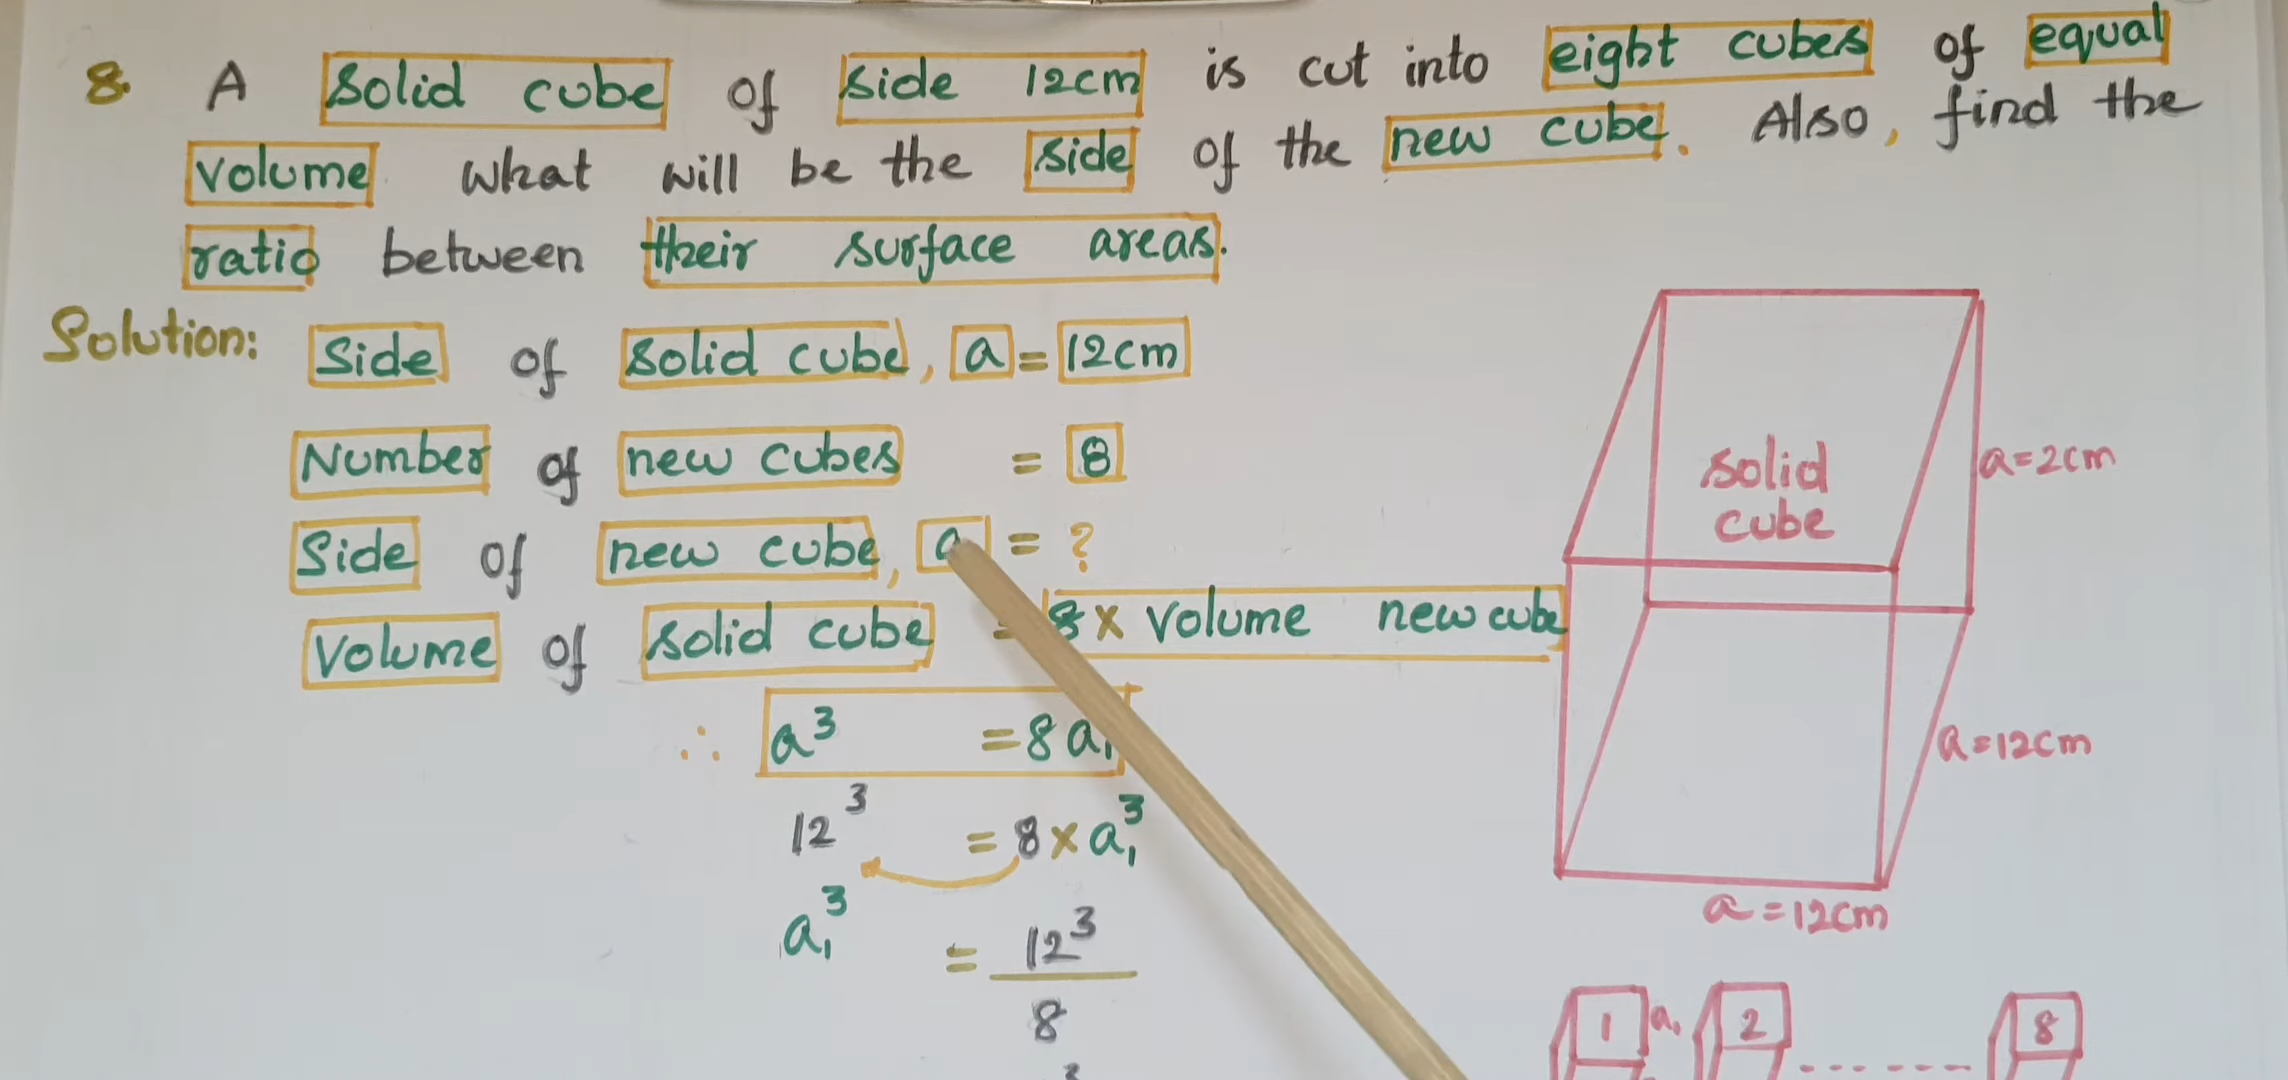 8. A solid cube of side 12cm is cut into eight cubes of equal
volume what will be the side of the new cube. Also, find the
ratio between their surface areas.
Solution: Side of solid cube, a = 12cm
Number of new cubes = 8
Side of new cube, = ?
Volume of solid cube = 8 x volume new cube
∴ a³ = 8 a₁
12³ = 8 x a₁³
a₁³ = 12³
8
solid
cube
a=2cm
a=12cm
a=12cm
1 a₁ 2 ------ 8